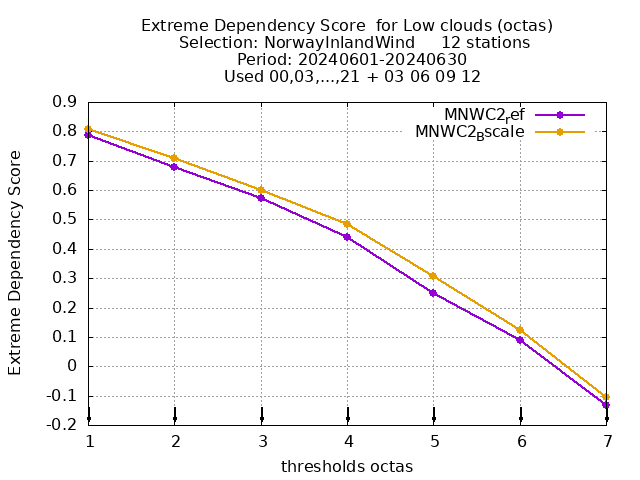 Extreme Dependency Score  for Low clouds (octas)
Selection: NorwayInlandWind     12 stations
Period: 20240601-20240630
Used 00,03,...,21 + 03 06 09 12
MNWC2ref
MNWC2Bscale
Extreme Dependency Score
0.9
0.8
0.7
0.6
0.5
0.4
0.3
0.2
0.1
0
-0.1
-0.2
1 2 3 4 5 6 7
thresholds octas